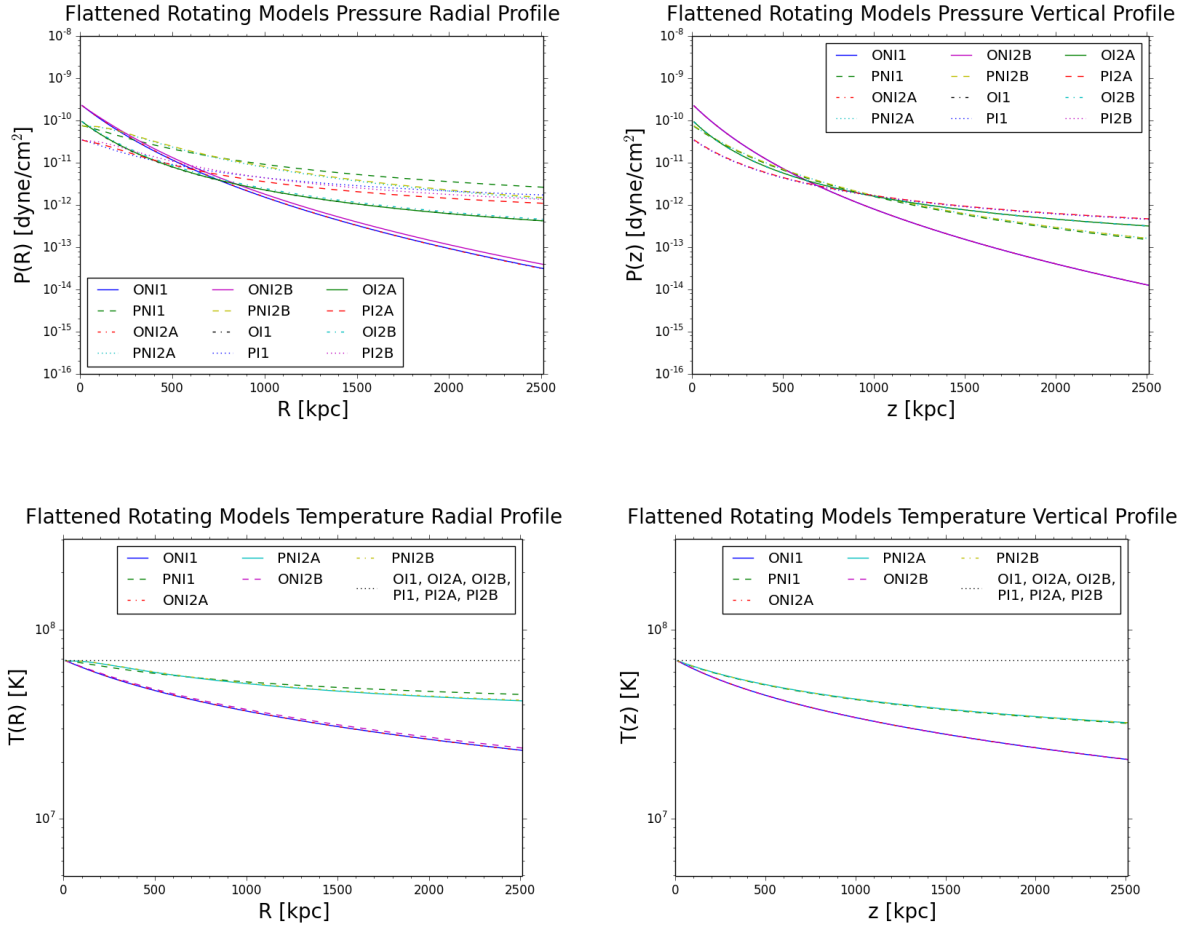 Flattened Rotating Models Pressure Radial Profile
10^-8
10^-9
10^-10
10^-11
10^-12
10^-13
10^-14
10^-15
10^-16
P(R) [dyne/cm^2]
ONI1 ONI2B OI2A
PNI1 PNI2B PI2A
ONI2A OI1 OI2B
PNI2A PI1 PI2B
0 500 1000 1500 2000 2500
R [kpc]
Flattened Rotating Models Pressure Vertical Profile
10^-8
10^-9
10^-10
10^-11
10^-12
10^-13
10^-14
10^-15
10^-16
P(z) [dyne/cm^2]
ONI1 ONI2B OI2A
PNI1 PNI2B PI2A
ONI2A OI1 OI2B
PNI2A PI1 PI2B
0 500 1000 1500 2000 2500
z [kpc]
Flattened Rotating Models Temperature Radial Profile
ONI1 PNI2A PNI2B
PNI1 ONI2B OI1, OI2A, OI2B,
ONI2A PI1, PI2A, PI2B
10^8
10^7
T(R) [K]
0 500 1000 1500 2000 2500
R [kpc]
Flattened Rotating Models Temperature Vertical Profile
ONI1 PNI2A PNI2B
PNI1 ONI2B OI1, OI2A, OI2B,
ONI2A PI1, PI2A, PI2B
10^8
10^7
T(z) [K]
0 500 1000 1500 2000 2500
z [kpc]